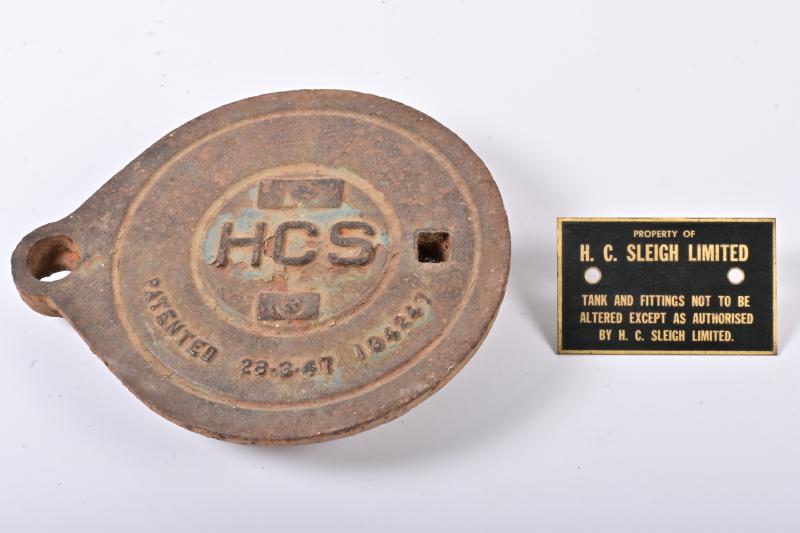 HCS
PATENTED 28-3-47 194247
PROPERTY OF
H. C. SLEIGH LIMITED
TANK AND FITTINGS NOT TO BE
ALTERED EXCEPT AS AUTHORISED
BY H. C. SLEIGH LIMITED.